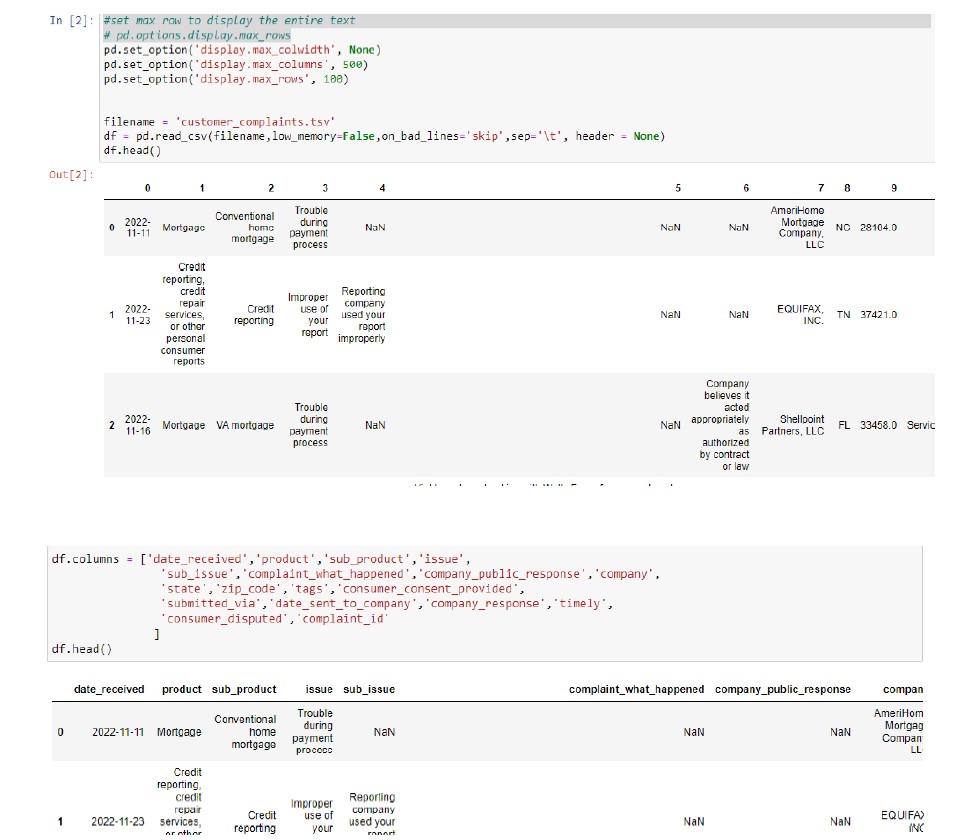 In [2]: #set max row to display the entire text
# pd.options.display.max_rows
pd.set_option('display.max_colwidth', None)
pd.set_option('display.max_columns', 500)
pd.set_option('display.max_rows', 100)
filename = 'customer_complaints.tsv'
df = pd.read_csv(filename,low_memory=False,on_bad_lines='skip',sep='\t', header = None)
df.head()
Out[2]:
0 1 2 3 4 5 6 7 8 9
0 2022-11-11 Mortgage Conventional home mortgage Trouble during payment process NaN NaN NaN AmeriHome Mortgage Company, LLC NC 28104.0
1 2022-11-23 Credit reporting, credit repair services, or other personal consumer reports Credit reporting Improper use of your report Reporting company used your report improperly NaN NaN EQUIFAX, INC. TN 37421.0
2 2022-11-16 Mortgage VA mortgage Trouble during payment process NaN NaN Company believes it acted appropriately as authorized by contract or law Shellpoint Partners, LLC FL 33458.0 Servic
df.columns = ['date_received','product','sub_product','issue',
'sub_issue','complaint_what_happened','company_public_response','company',
'state','zip_code','tags','consumer_consent_provided',
'submitted_via','date_sent_to_company','company_response','timely',
'consumer_disputed','complaint_id'
]
df.head()
date_received product sub_product issue sub_issue complaint_what_happened company_public_response compan
0 2022-11-11 Mortgage Conventional home mortgage Trouble during payment process NaN NaN NaN AmeriHom Mortgag Compan LL
1 2022-11-23 Credit reporting, credit repair services, or other Credit reporting Improper use of your Reporting company used your report NaN NaN EQUIFAX INC